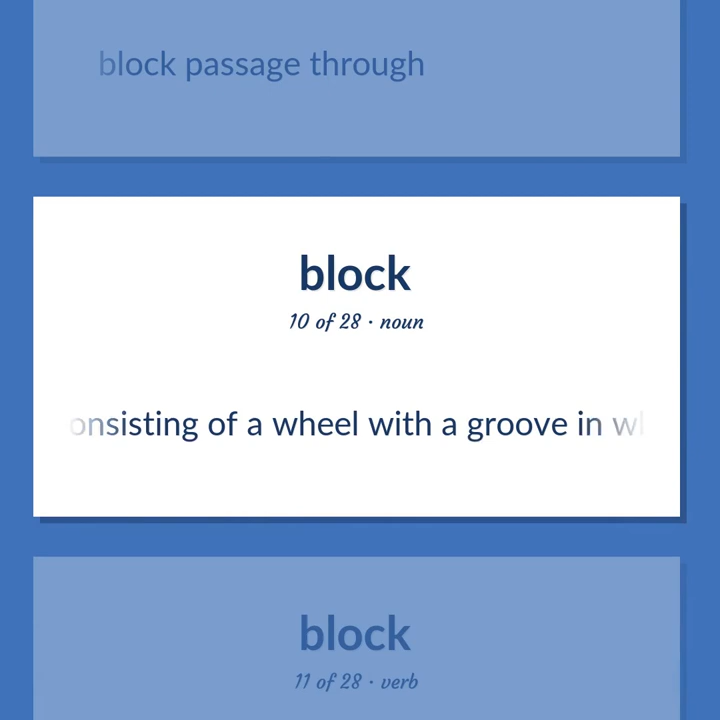 block passage through
block
10 of 28 · noun
onsisting of a wheel with a groove in
block
11 of 28 · verb